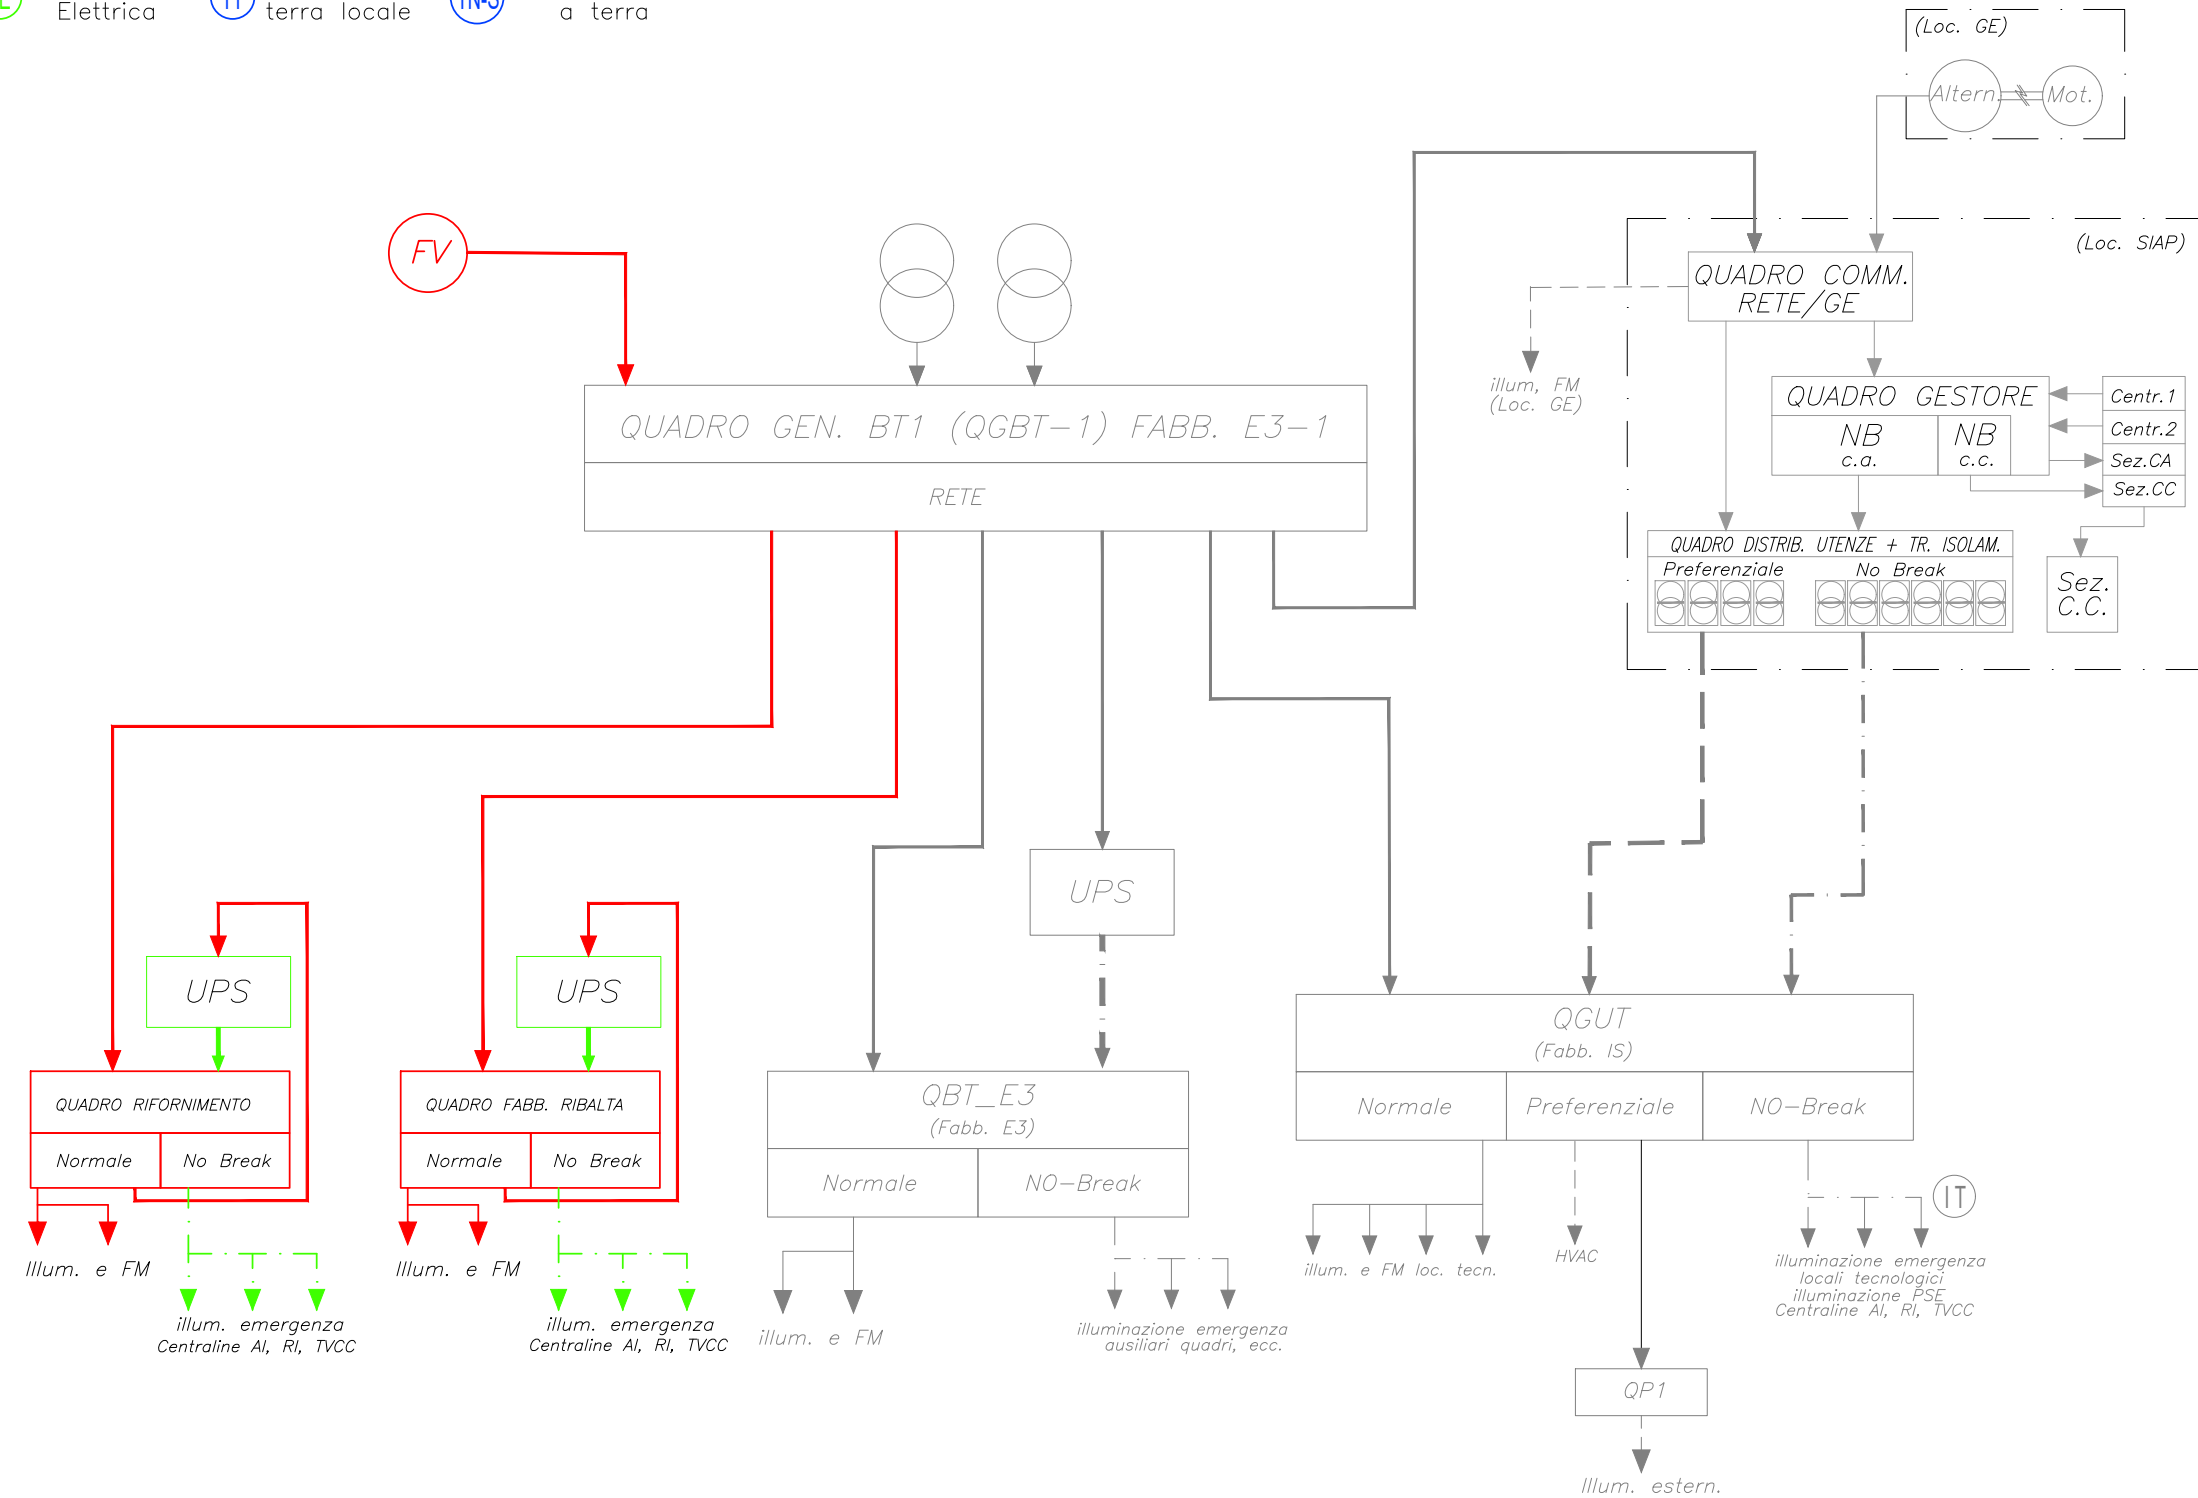 Elettrica
terra locale
TN-S
a terra
(Loc. GE)
Altern.
Mot.
FV
(Loc. SIAP)
QUADRO COMM.
RETE/GE
illum, FM
(Loc. GE)
QUADRO GESTORE
NB
c.a.
NB
c.c.
Centr.1
Centr.2
Sez.CA
Sez.CC
QUADRO GEN. BT1 (QGBT-1) FABB. E3-1
RETE
QUADRO DISTRIB. UTENZE + TR. ISOLAM.
Preferenziale
No Break
Sez.
C.C.
UPS
UPS
UPS
QUADRO RIFORNIMENTO
Normale
No Break
QUADRO FABB. RIBALTA
Normale
No Break
QBT_E3
(Fabb. E3)
Normale
NO-Break
QGUT
(Fabb. IS)
Normale
Preferenziale
NO-Break
IT
Illum. e FM
illum. emergenza
Centraline AI, RI, TVCC
Illum. e FM
illum. emergenza
Centraline AI, RI, TVCC
illum. e FM
illuminazione emergenza
ausiliari quadri, ecc.
illum. e FM loc. tecn.
HVAC
illuminazione emergenza
locali tecnologici
illuminazione PSE
Centraline AI, RI, TVCC
QP1
Illum. estern.